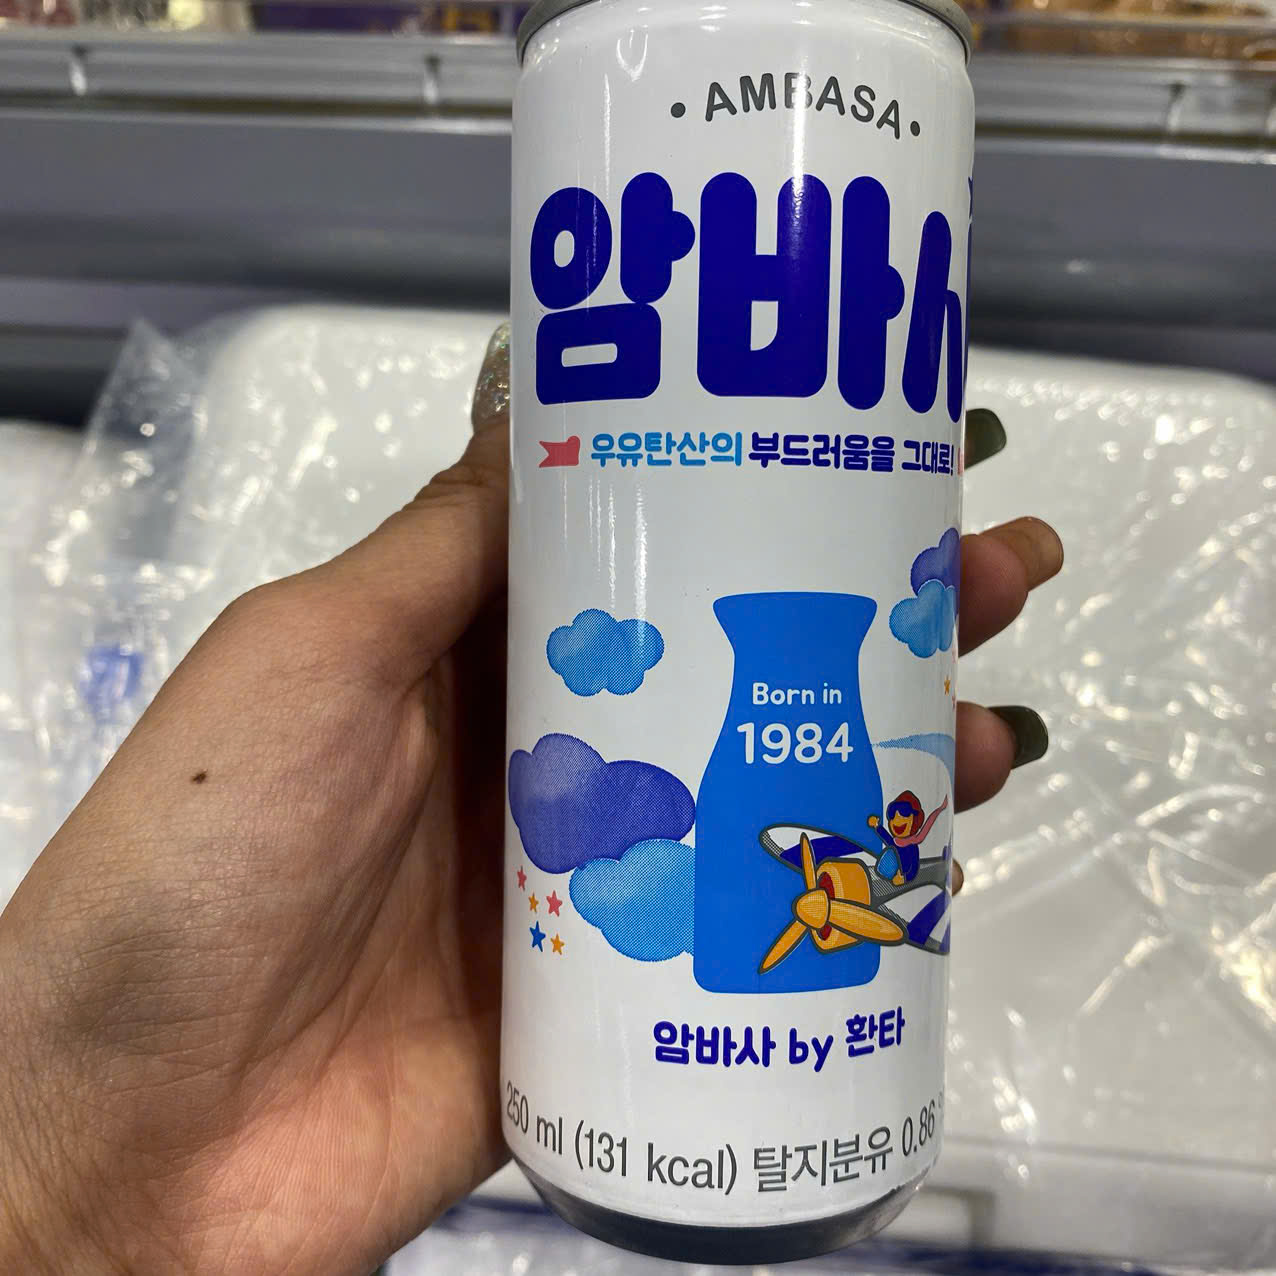 • AMBASA •
암바사
우유탄산의 부드러움을 그대로!
Born in
1984
암바사 by 환타
250 ml (131 kcal) 탈지분유 0.86